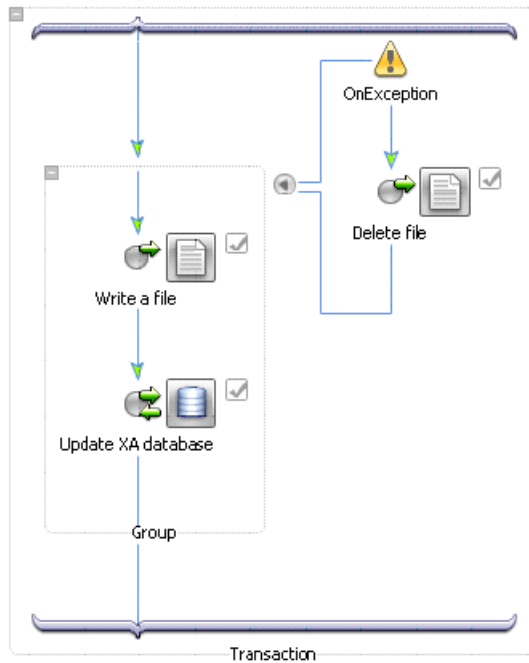 OnException
Delete file
Write a file
Update XA database
Group
Transaction